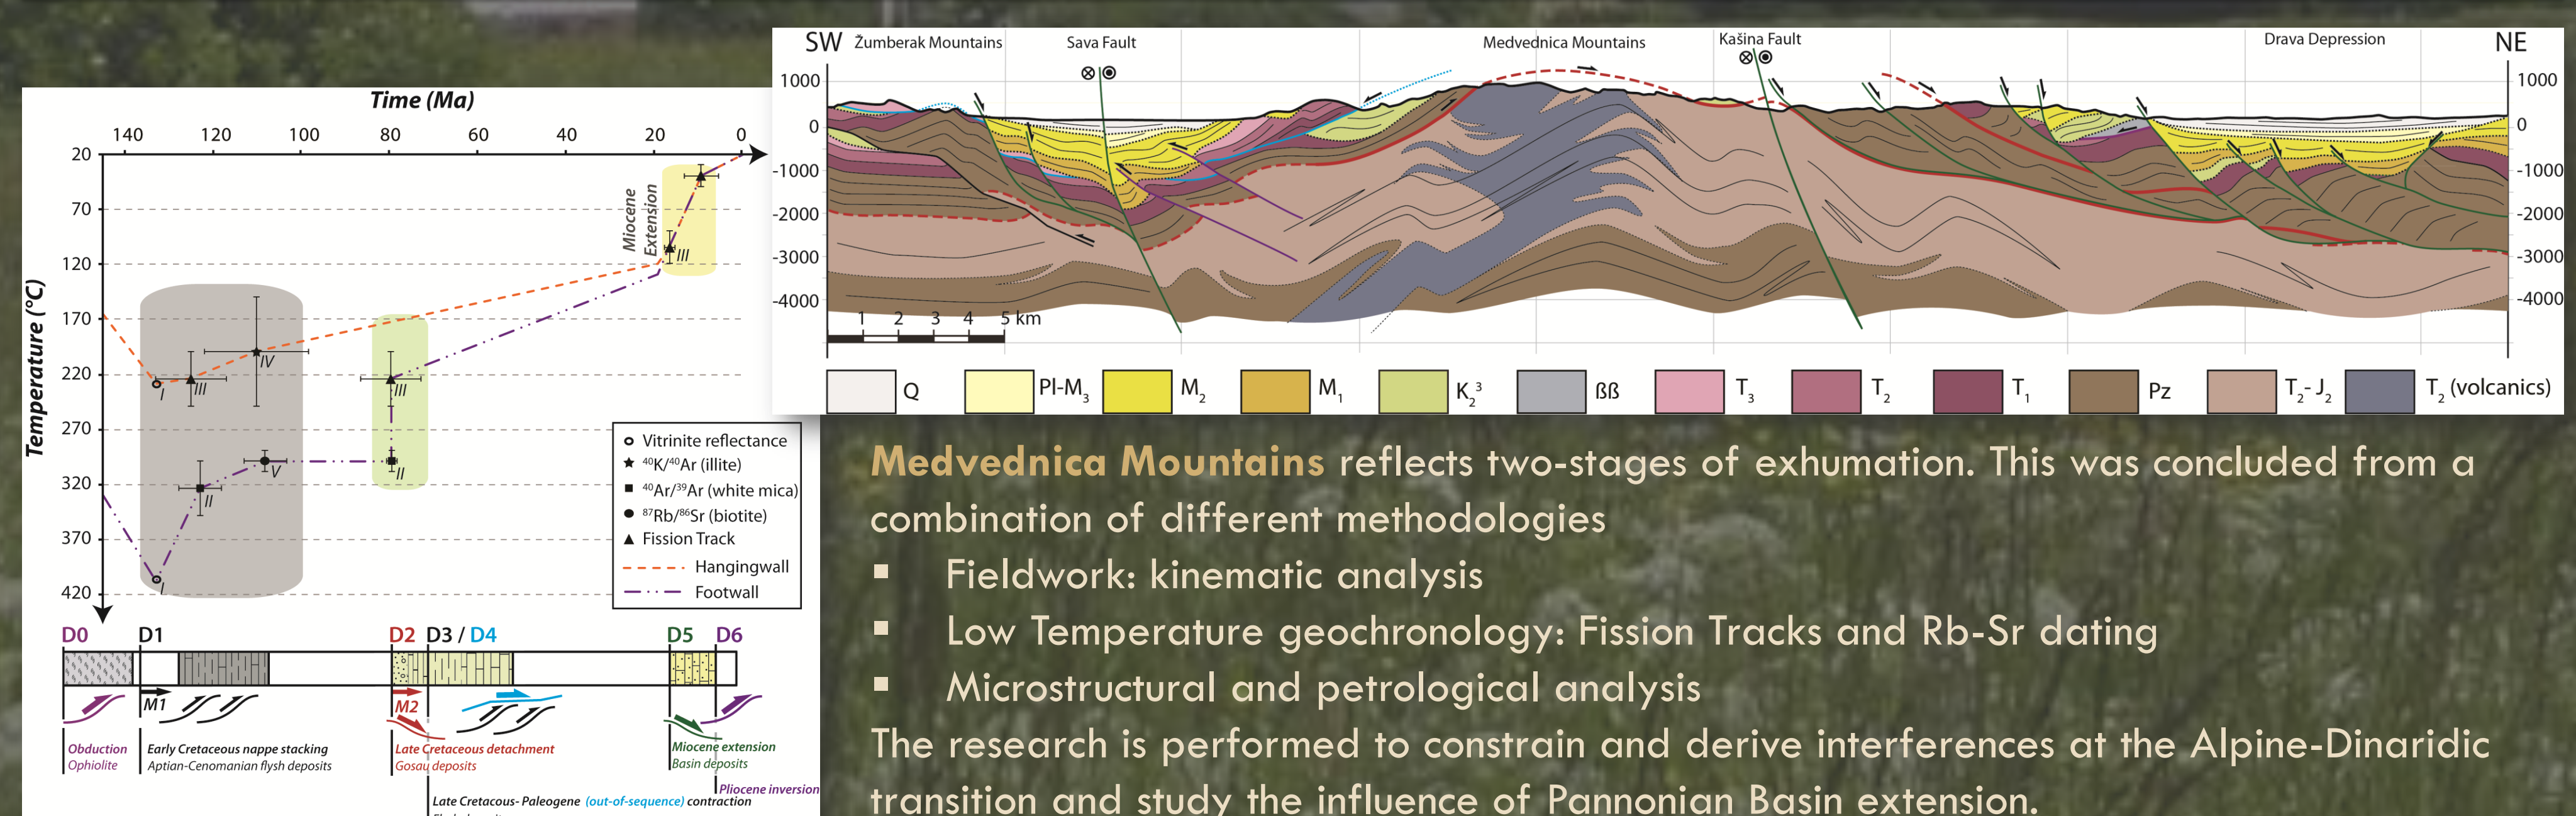 Time (Ma)
140 120 100 80 60 40 20 0
20
70
120
170
220
270
320
370
420
Temperature (°C)
Miocene
Extension
III
IV
I
III
III
II
V
II
I
Vitrinite reflectance
⁴⁰K/⁴⁰Ar (illite)
⁴⁰Ar/³⁹Ar (white mica)
⁸⁷Rb/⁸⁶Sr (biotite)
Fission Track
Hangingwall
Footwall
D0 D1 D2 D3 / D4 D5 D6
M1 M2
Obduction
Ophiolite
Early Cretaceous nappe stacking
Aptian-Cenomanian flysh deposits
Late Cretaceous detachment
Gosau deposits
Miocene extension
Basin deposits
Pliocene inversion
Late Cretacous- Paleogene (out-of-sequence) contraction
SW Žumberak Mountains Sava Fault Medvednica Mountains Kašina Fault Drava Depression NE
1000 1000
0 0
-1000 -1000
-2000 -2000
-3000 -3000
-4000 -4000
1 2 3 4 5 km
Q Pl-M₃ M₂ M₁ K₂³ ßß T₃ T₂ T₁ Pz T₂- J₂ T₂ (volcanics)
Medvednica Mountains reflects two-stages of exhumation. This was concluded from a
combination of different methodologies
▪ Fieldwork: kinematic analysis
▪ Low Temperature geochronology: Fission Tracks and Rb-Sr dating
▪ Microstructural and petrological analysis
The research is performed to constrain and derive interferences at the Alpine-Dinaridic
transition and study the influence of Pannonian Basin extension.